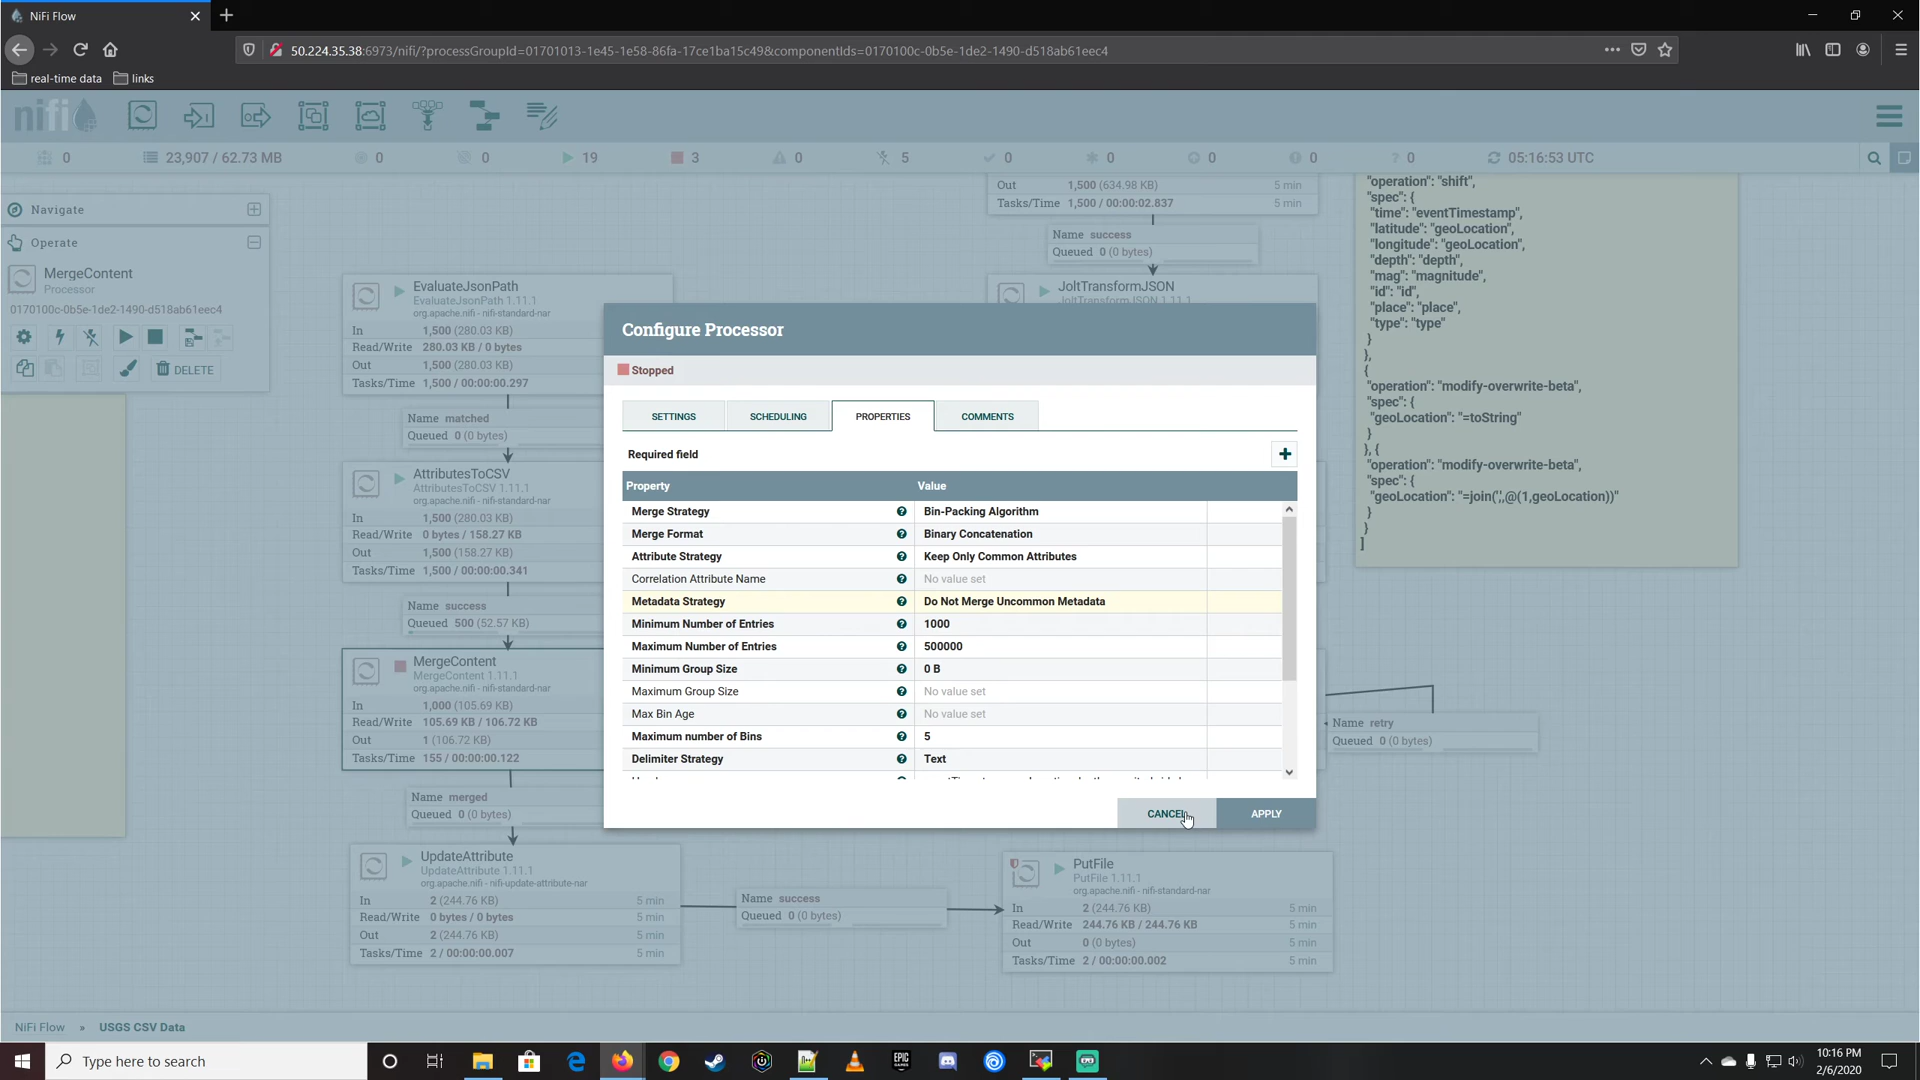 NiFi Flow
50.224.35.38:6973/nifi/?processGroupId=01701013-1e45-1e58-86fa-17ce1ba15c49&componentIds=0170100c-0b5e-1de2-1490-d518ab61eec4
real-time data
links
nifi
0
23,907 / 62.73 MB
0
0
19
3
0
5
0
0
0
0
0
05:16:53 UTC
Navigate
Operate
MergeContent
Processor
0170100c-0b5e-1de2-1490-d518ab61eec4
DELETE
EvaluateJsonPath
EvaluateJsonPath 1.11.1
org.apache.nifi - nifi-standard-nar
In 1,500 (280.03 KB)
Read/Write 280.03 KB / 0 bytes
Out 1,500 (280.03 KB)
Tasks/Time 1,500 / 00:00:00.297
Name matched
Queued 0 (0 bytes)
AttributesToCSV
AttributesToCSV 1.11.1
org.apache.nifi - nifi-standard-nar
In 1,500 (280.03 KB)
Read/Write 0 bytes / 158.27 KB
Out 1,500 (158.27 KB)
Tasks/Time 1,500 / 00:00:00.341
Name success
Queued 500 (52.57 KB)
MergeContent
MergeContent 1.11.1
org.apache.nifi - nifi-standard-nar
In 1,000 (105.69 KB)
Read/Write 105.69 KB / 106.72 KB
Out 1 (106.72 KB)
Tasks/Time 155 / 00:00:00.122
Name merged
Queued 0 (0 bytes)
UpdateAttribute
UpdateAttribute 1.11.1
org.apache.nifi - nifi-update-attribute-nar
In 2 (244.76 KB) 5 min
Read/Write 0 bytes / 0 bytes 5 min
Out 2 (244.76 KB) 5 min
Tasks/Time 2 / 00:00:00.007 5 min
Name success
Queued 0 (0 bytes)
PutFile
PutFile 1.11.1
org.apache.nifi - nifi-standard-nar
In 2 (244.76 KB) 5 min
Read/Write 244.76 KB / 244.76 KB 5 min
Out 0 (0 bytes) 5 min
Tasks/Time 2 / 00:00:00.002 5 min
Out 1,500 (634.98 KB) 5 min
Tasks/Time 1,500 / 00:00:02.837 5 min
Name success
Queued 0 (0 bytes)
JoltTransformJSON
JoltTransformJSON 1.11.1
Name retry
Queued 0 (0 bytes)
"operation": "shift",
"spec": {
"time": "eventTimestamp",
"latitude": "geoLocation",
"longitude": "geoLocation",
"depth": "depth",
"mag": "magnitude",
"id": "id",
"place": "place",
"type": "type"
}
},
{
"operation": "modify-overwrite-beta",
"spec": {
"geoLocation": "=toString"
}
}, {
"operation": "modify-overwrite-beta",
"spec": {
"geoLocation": "=join(',',@(1,geoLocation))"
}
}
]
Configure Processor
Stopped
SETTINGS
SCHEDULING
PROPERTIES
COMMENTS
Required field
Property Value
Merge Strategy Bin-Packing Algorithm
Merge Format Binary Concatenation
Attribute Strategy Keep Only Common Attributes
Correlation Attribute Name No value set
Metadata Strategy Do Not Merge Uncommon Metadata
Minimum Number of Entries 1000
Maximum Number of Entries 500000
Minimum Group Size 0 B
Maximum Group Size No value set
Max Bin Age No value set
Maximum number of Bins 5
Delimiter Strategy Text
CANCEL
APPLY
NiFi Flow » USGS CSV Data
Type here to search
EPIC GAMES
10:16 PM
2/6/2020